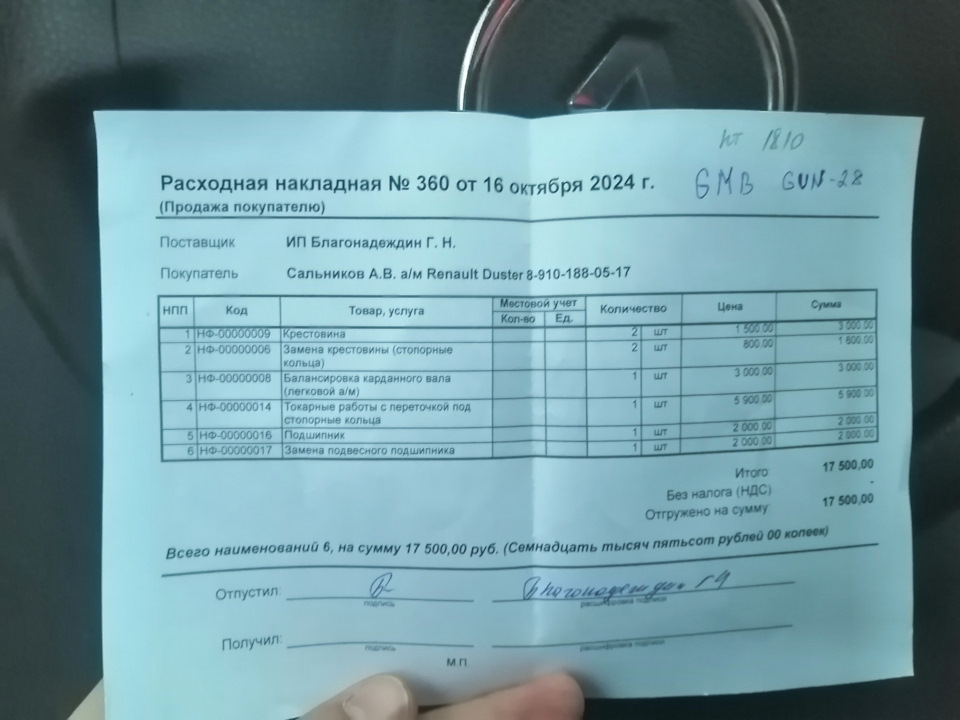 кт 1810
GMB GUN-28
Расходная накладная № 360 от 16 октября 2024 г.
(Продажа покупателю)
Поставщик ИП Благонадеждин Г. Н.
Покупатель Сальников А.В. а/м Renault Duster 8-910-188-05-17
НПП Код Товар, услуга Местовой учет Количество Цена Сумма
Кол-во Ед.
1 НФ-00000009 Крестовина 2 шт 1 500.00 3 000.00
2 НФ-00000006 Замена крестовины (стопорные 2 шт 800.00 1 600.00
кольца)
3 НФ-00000008 Балансировка карданного вала 1 шт 3 000.00 3 000.00
(легковой а/м)
4 НФ-00000014 Токарные работы с переточкой под 1 шт 5 900.00 5 900.00
стопорные кольца
5 НФ-00000016 Подшипник 1 шт 2 000.00 2 000.00
6 НФ-00000017 Замена подвесного подшипника 1 шт 2 000.00 2 000.00
Итого 17 500,00
Без налога (НДС) -
Отгружено на сумму 17 500,00
Всего наименований 6, на сумму 17 500,00 руб. (Семнадцать тысяч пятьсот рублей 00 копеек)
Отпустил: Благонадеждин Г Н
подпись расшифровка подписи
Получил:
подпись расшифровка подписи
М.П.